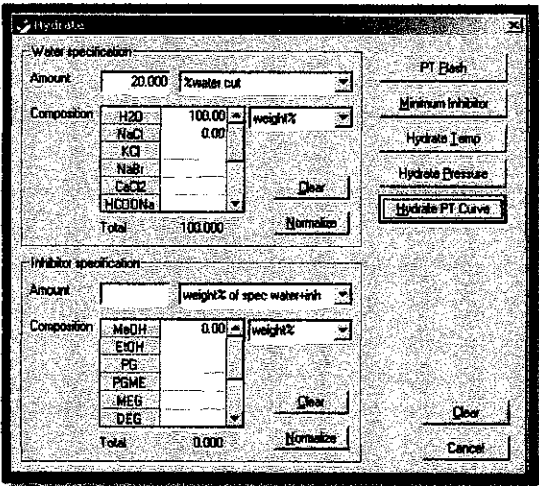 Hydrate
Water specification
Amount 20.000 %water cut
Composition H2O 100.00 weight%
NaCl 0.00
KCl
NaBr
CaCl2
HCOONa
Clear
Total 100.000 Normalize
Inhibitor specification
Amount weight% of spec water+inh
Composition MeOH 0.00 weight%
EtOH
PG
PGME
MEG
DEG
Clear
Total 0.000 Normalize
PT Flash
Minimum Inhibitor
Hydrate Temp
Hydrate Pressure
Hydrate PT Curve
Clear
Cancel